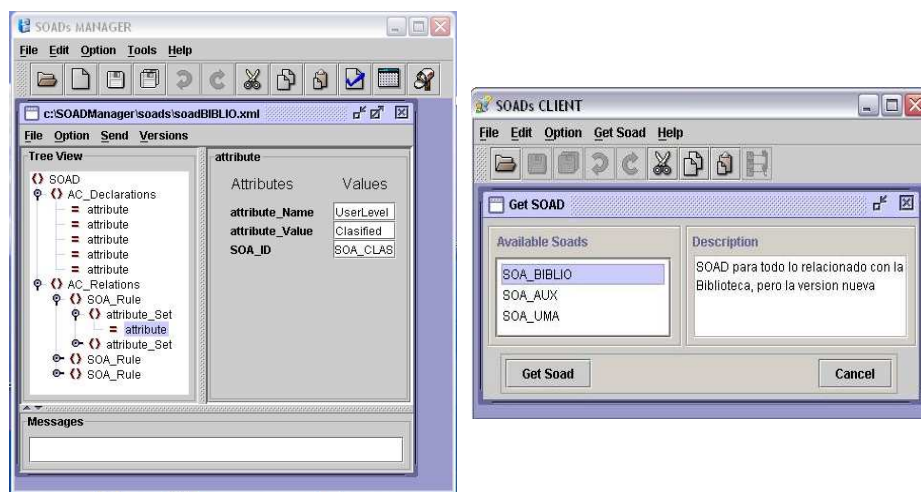 SOADs MANAGER
File Edit Option Tools Help
c:\SOADManager\soads\soadBIBLIO.xml
File Option Send Versions
Tree View
SOAD
AC_Declarations
attribute
attribute
attribute
attribute
attribute
AC_Relations
SOA_Rule
attribute_Set
attribute
attribute_Set
SOA_Rule
SOA_Rule
attribute
Attributes Values
attribute_Name UserLevel
attribute_Value Clasified
SOA_ID SOA_CLAS
Messages
SOADs CLIENT
File Edit Option Get Soad Help
Get SOAD
Available Soads
SOA_BIBLIO
SOA_AUX
SOA_UMA
Description
SOAD para todo lo relacionado con la
Biblioteca, pero la version nueva
Get Soad Cancel